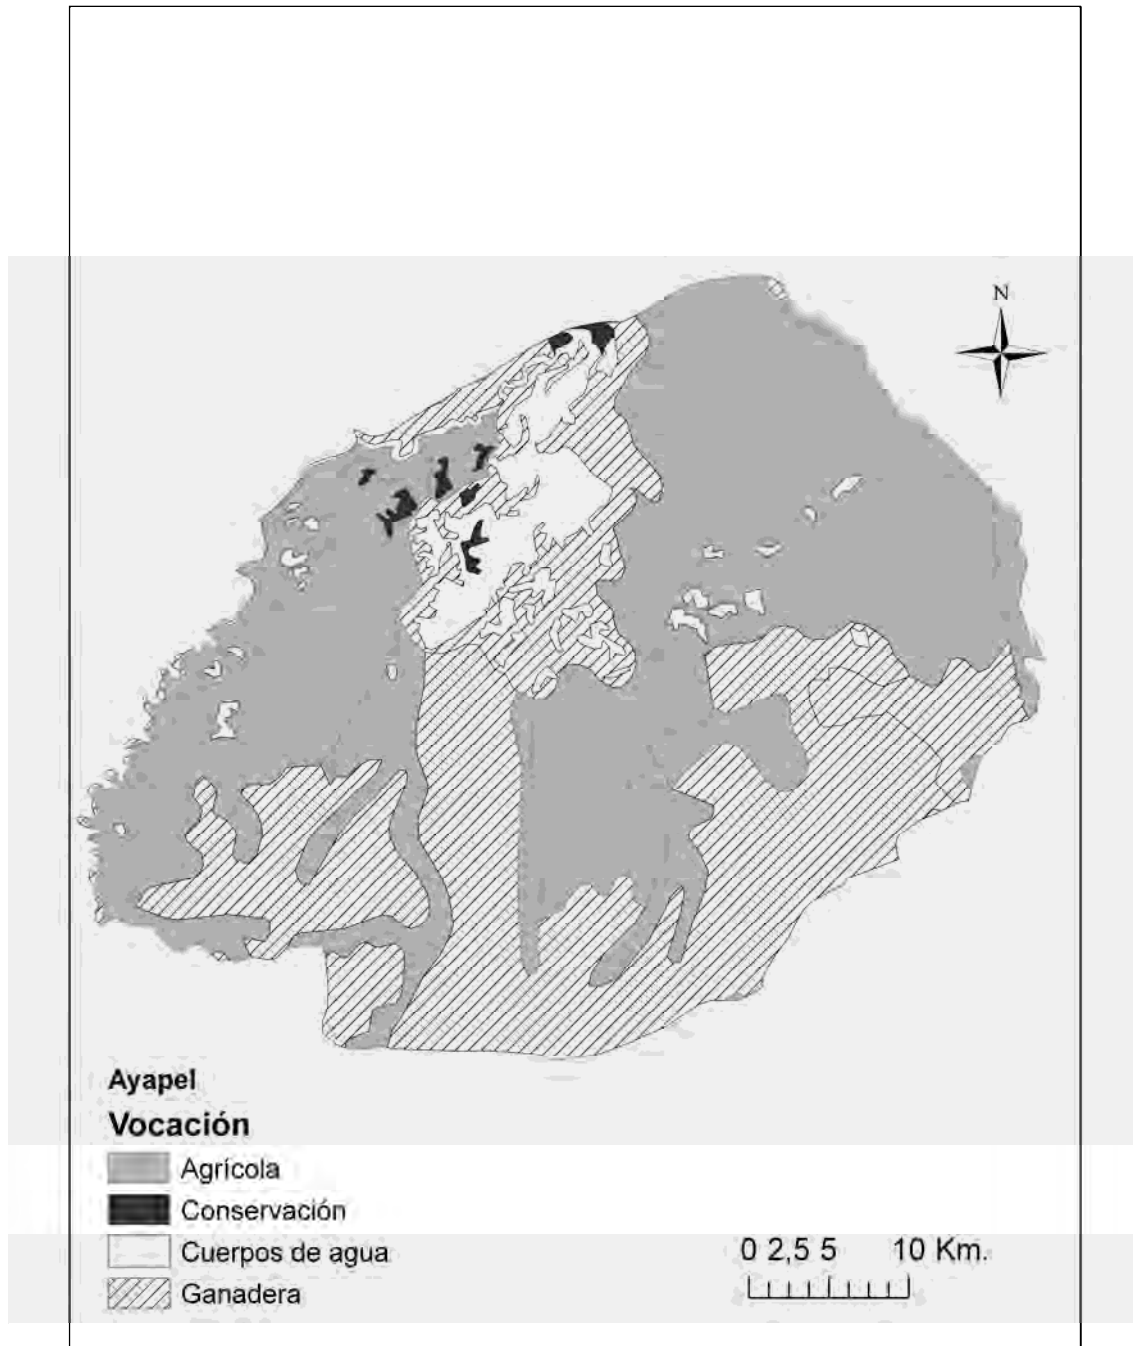 N
Ayapel
Vocación
Agrícola
Conservación
Cuerpos de agua
Ganadera
0 2,5 5 10 Km.